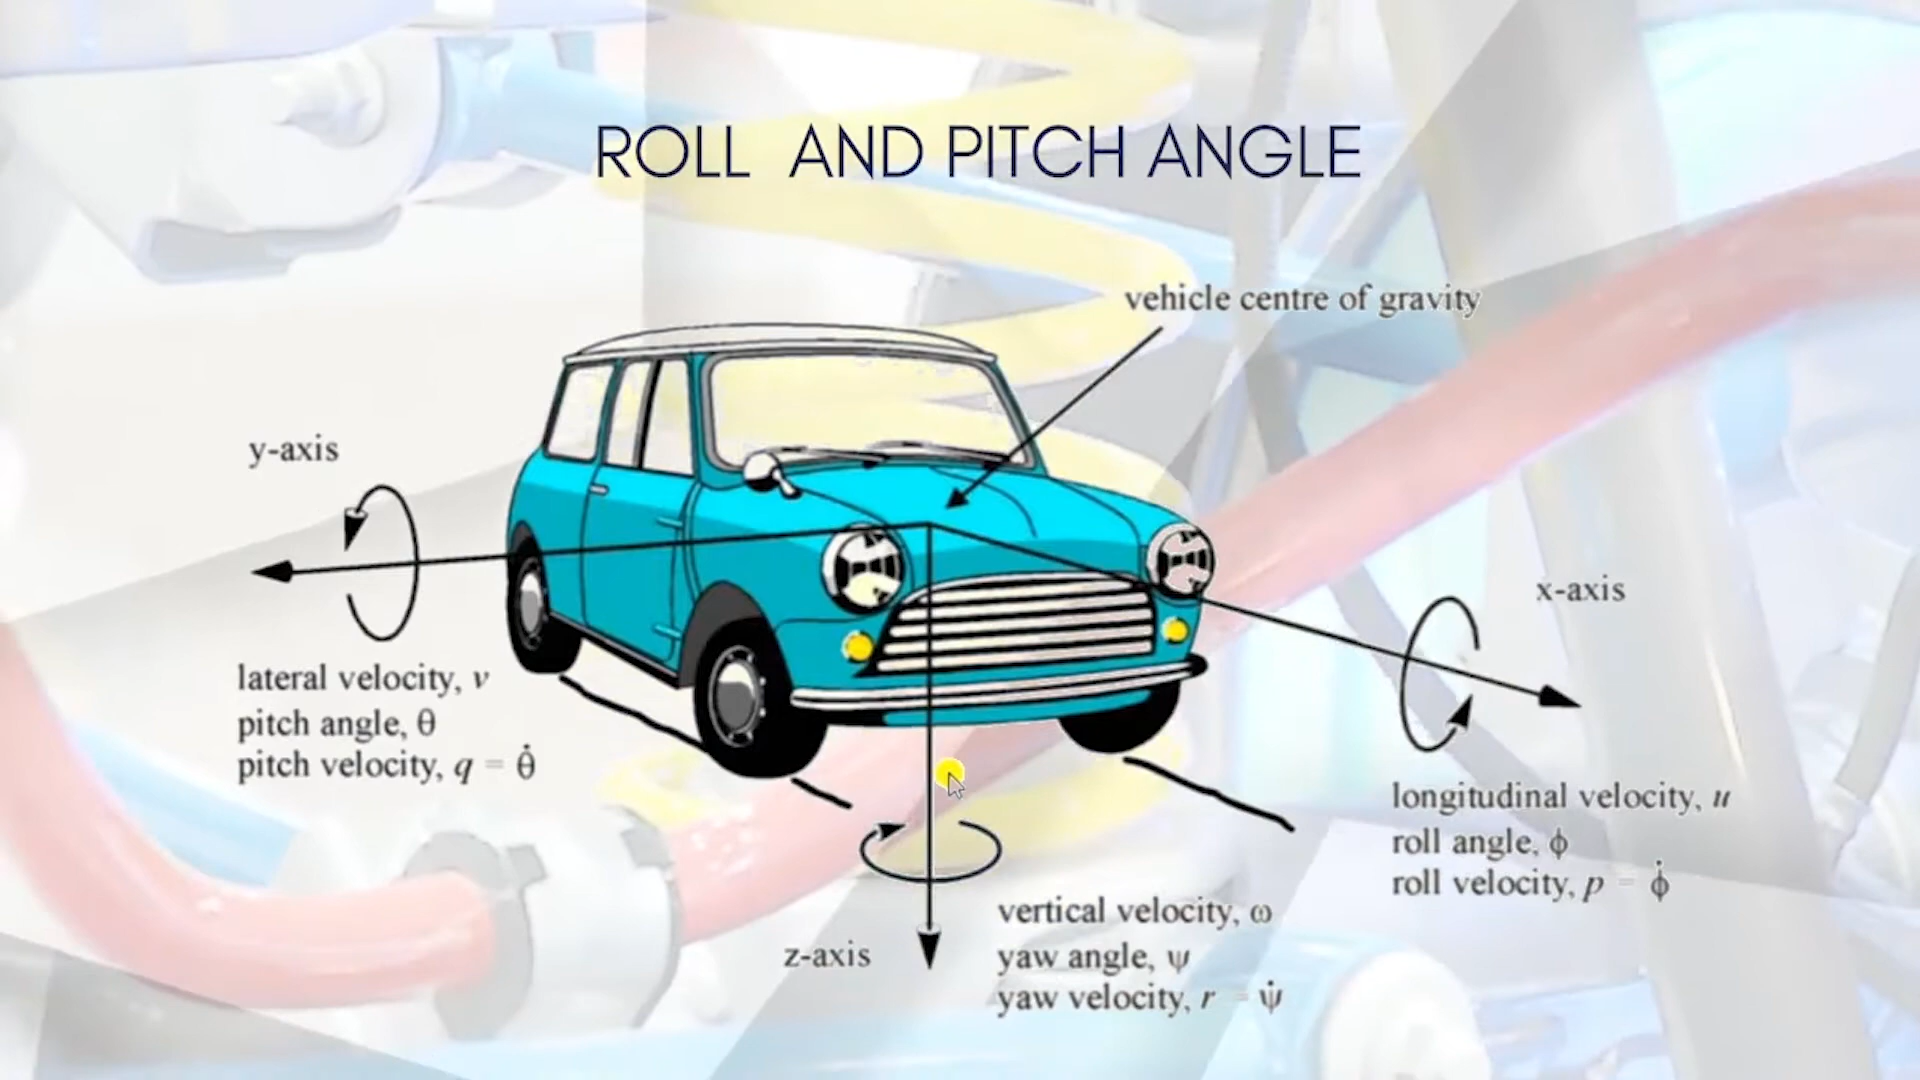 ROLL AND PITCH ANGLE
vehicle centre of gravity
y-axis
x-axis
lateral velocity, v
pitch angle, θ
pitch velocity, q = θ̇
longitudinal velocity, u
roll angle, ϕ
roll velocity, p = ϕ̇
z-axis
vertical velocity, ω
yaw angle, ψ
yaw velocity, r = ψ̇